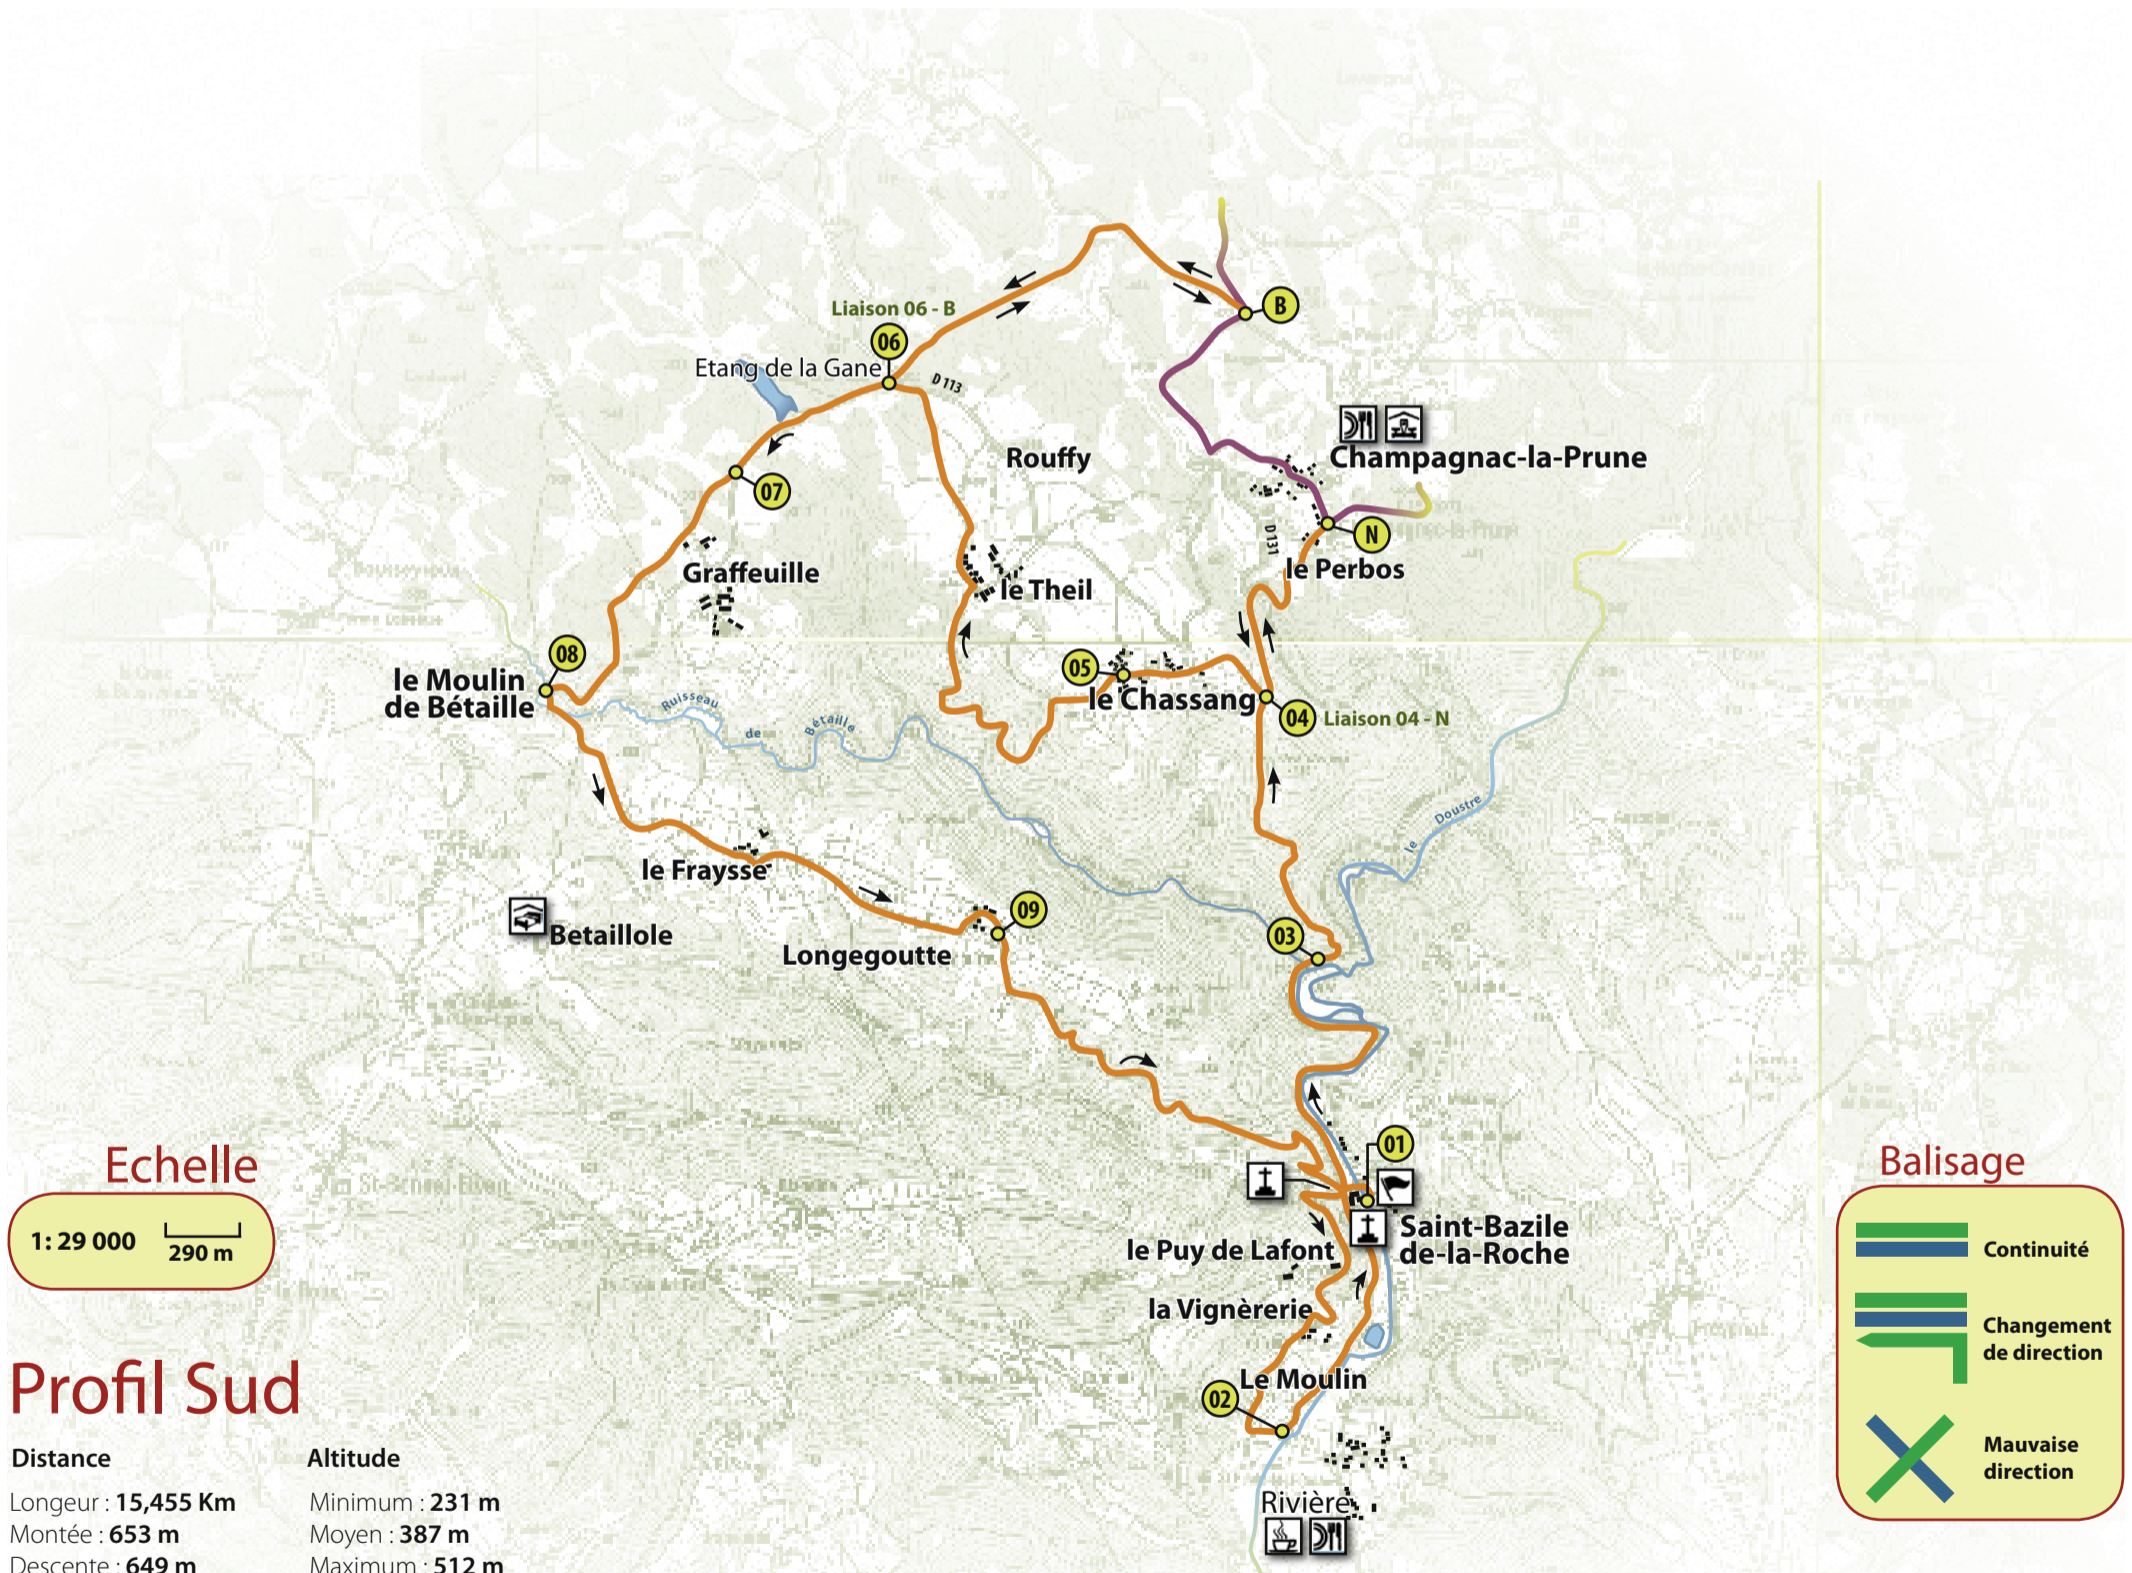 Liaison 06 - B
B
06
Etang de la Gane
D 113
Rouffy
Champagnac-la-Prune
07
N
D131
le Perbos
Graffeuille
le Theil
08
le Moulin
de Bétaille
05
le Chassang
04
Liaison 04 - N
Ruisseau
de
Bétaille
le
Doustre
le Fraysse
09
Betaillole
Longegoutte
03
01
Saint-Bazile
de-la-Roche
le Puy de Lafont
la Vignèrerie
Le Moulin
02
Rivière
Echelle
1: 29 000
290 m
Balisage
Continuité
Changement
de direction
Mauvaise
direction
Profil Sud
Distance
Longeur : 15,455 Km
Montée : 653 m
Descente : 649 m
Altitude
Minimum : 231 m
Moyen : 387 m
Maximum : 512 m